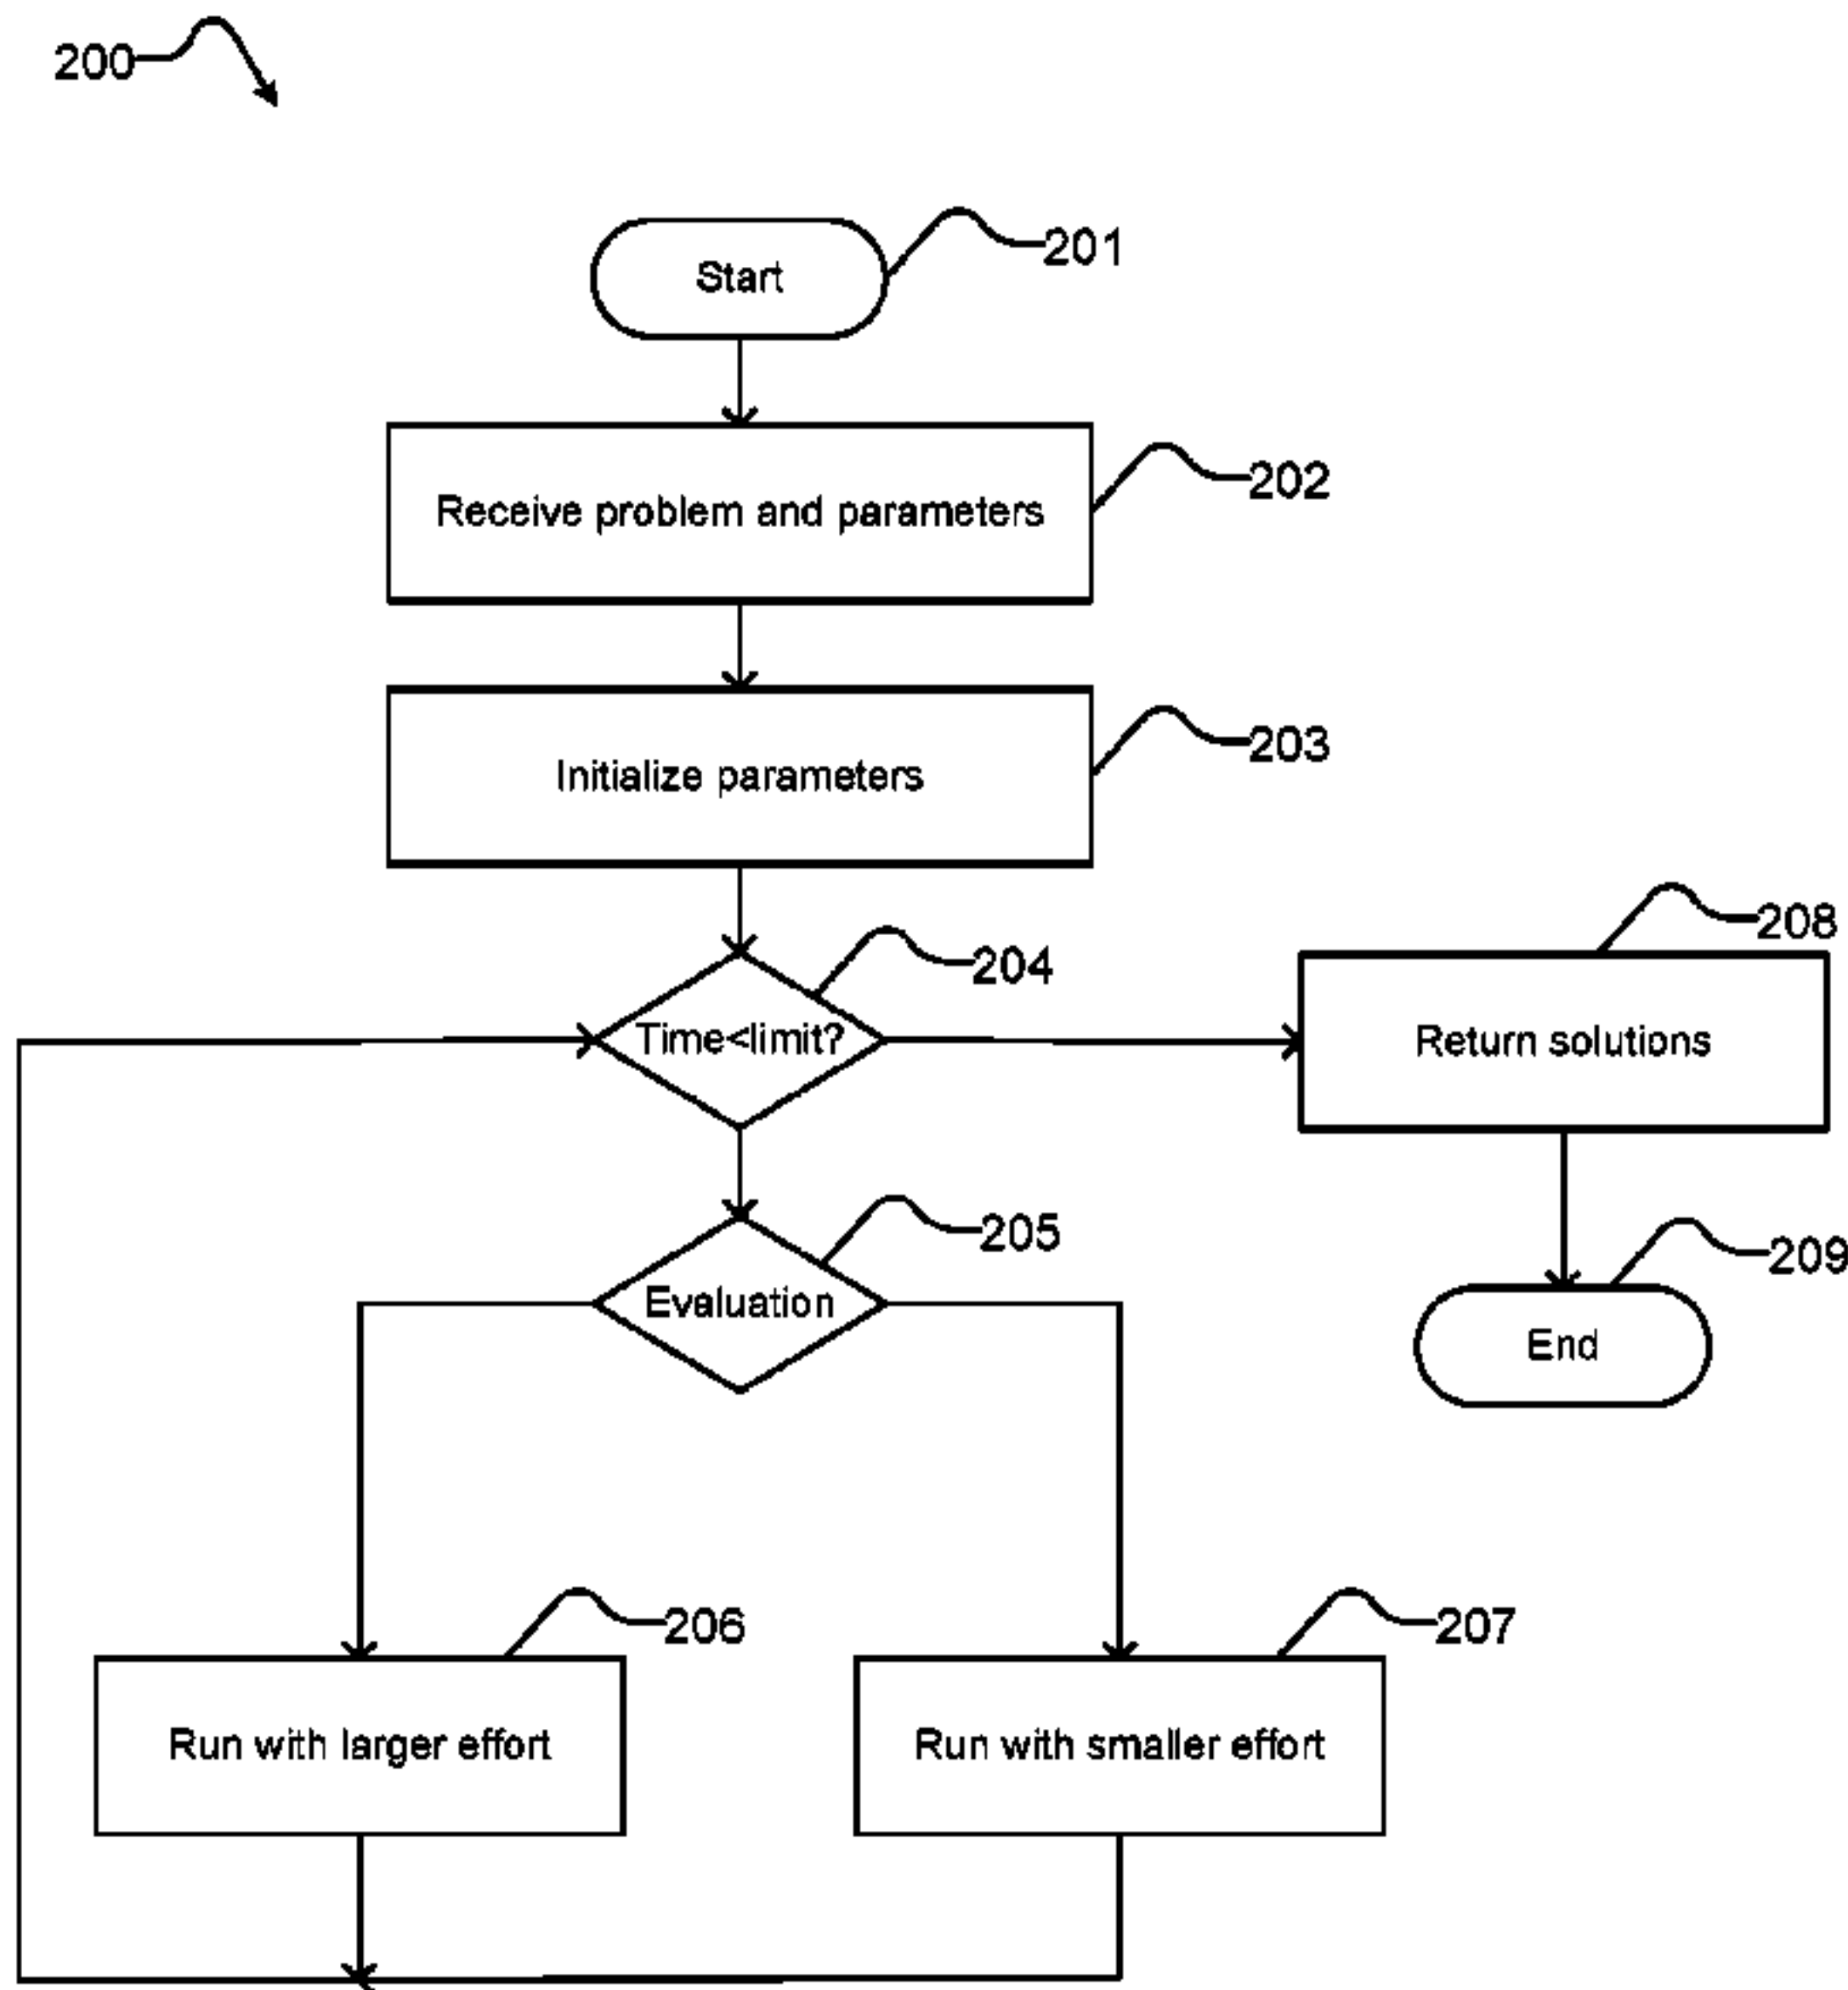 200
Start
201
Receive problem and parameters
202
Initialize parameters
203
Time<limit?
204
Return solutions
208
Evaluation
205
End
209
Run with larger effort
206
Run with smaller effort
207